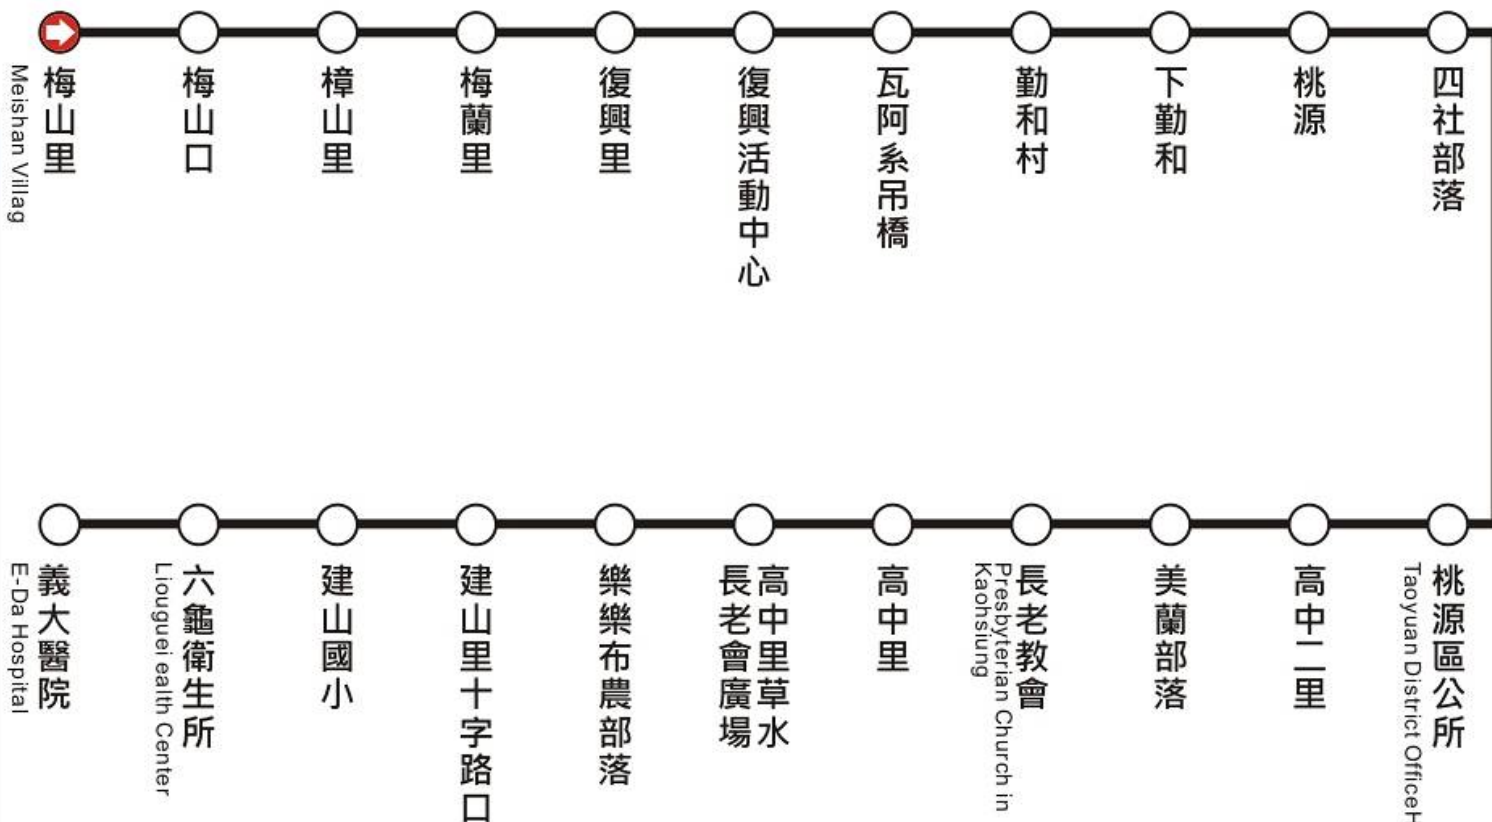 梅山里
Meishan Villag
梅山口
樟山里
梅蘭里
復興里
復興活動中心
瓦阿系吊橋
勤和村
下勤和
桃源
四社部落
義大醫院
E-Da Hospital
六龜衛生所
Liouguei ealth Center
建山國小
建山里十字路口
樂樂布農部落
高中里草水
長老會廣場
高中里
長老教會
Presbyterian Church in
Kaohsiung
美蘭部落
高中二里
桃源區公所
Taoyuan District OfficeH